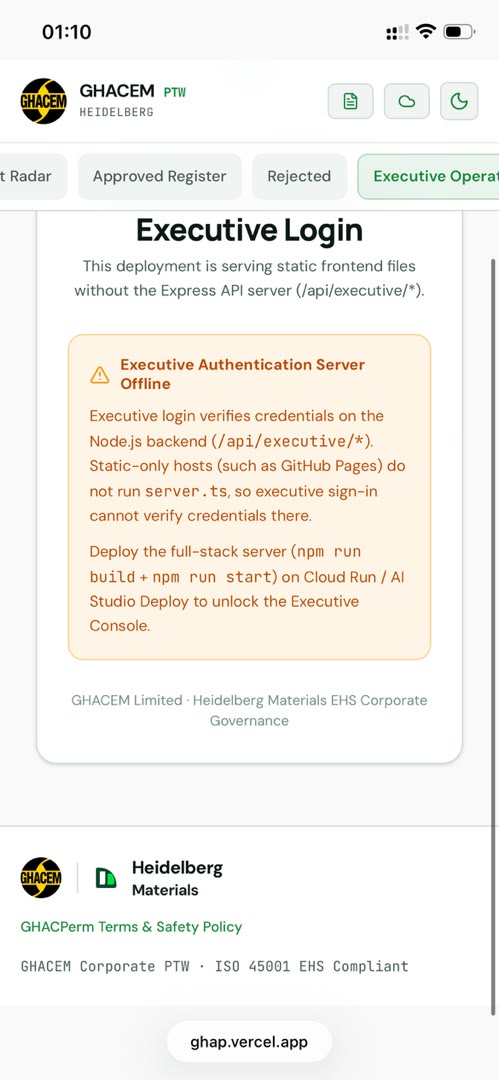 01:10
GHACEM
GHACEM PTW
HEIDELBERG
t Radar
Approved Register
Rejected
Executive Operat
Executive Login
This deployment is serving static frontend files
without the Express API server (/api/executive/*).
Executive Authentication Server
Offline
Executive login verifies credentials on the
Node.js backend (/api/executive/*).
Static-only hosts (such as GitHub Pages) do
not run server.ts, so executive sign-in
cannot verify credentials there.
Deploy the full-stack server (npm run
build + npm run start) on Cloud Run / AI
Studio Deploy to unlock the Executive
Console.
GHACEM Limited · Heidelberg Materials EHS Corporate
Governance
GHACEM
Heidelberg
Materials
GHACPerm Terms & Safety Policy
GHACEM Corporate PTW · ISO 45001 EHS Compliant
ghap.vercel.app